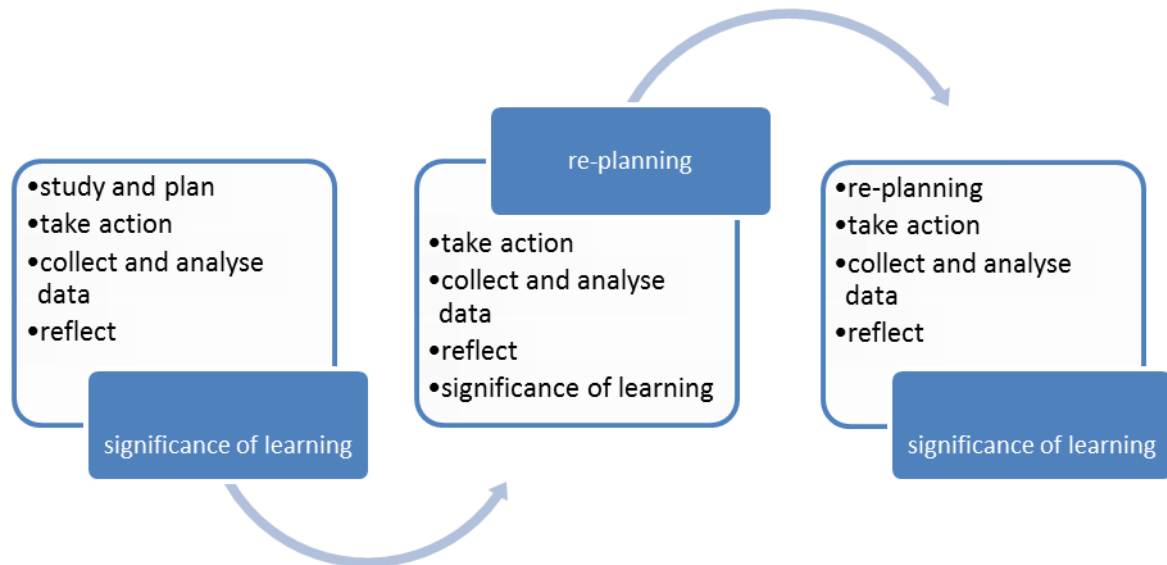 •study and plan
•take action
•collect and analyse
data
•reflect
significance of learning
re-planning
•take action
•collect and analyse
data
•reflect
•significance of learning
•re-planning
•take action
•collect and analyse
data
•reflect
significance of learning